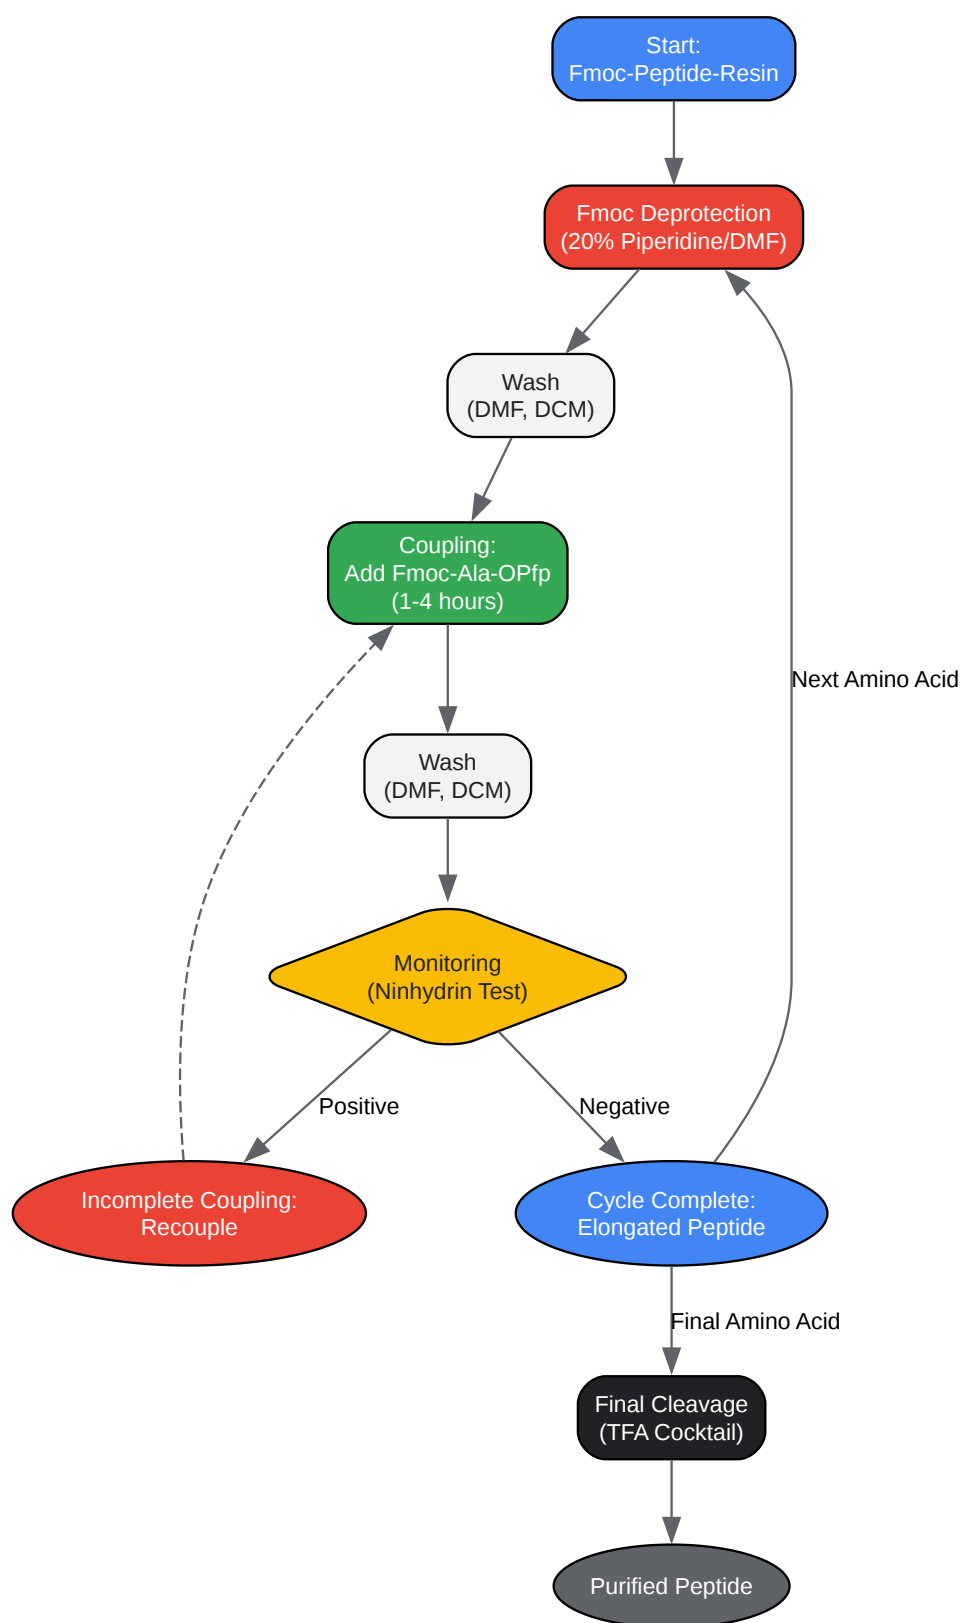 Start:
Fmoc-Peptide-Resin
Fmoc Deprotection
(20% Piperidine/DMF)
Wash
(DMF, DCM)
Coupling:
Add Fmoc-Ala-OPfp
(1-4 hours)
Next Amino Acid
Wash
(DMF, DCM)
Monitoring
(Ninhydrin Test)
Positive
Negative
Incomplete Coupling:
Recouple
Cycle Complete:
Elongated Peptide
Final Amino Acid
Final Cleavage
(TFA Cocktail)
Purified Peptide